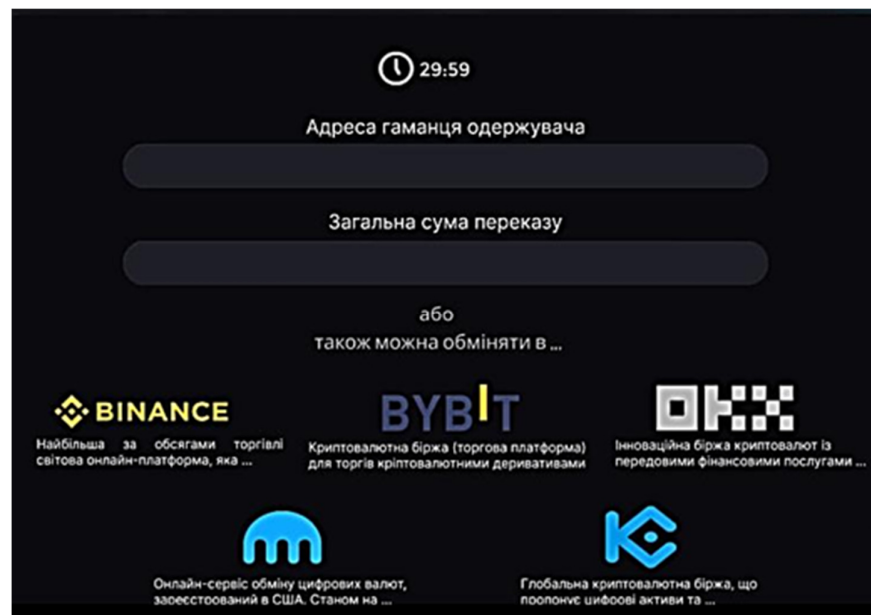 29:59
Адреса гаманця одержувача
Загальна сума переказу
або
також можна обміняти в ...
BINANCE
Найбільша за обсягами торгівлі
світова онлайн-платформа, яка ...
BYBIT
Криптовалютна біржа (торгова платформа)
для торгів кріптовалютними деривативами
OKX
Інноваційна біржа криптовалют із
передовими фінансовими послугами ...
Онлайн-сервіс обміну цифрових валют,
зареєстрований в США. Станом на ...
Глобальна криптовалютна біржа, що
пропонує цифрові активи та ...